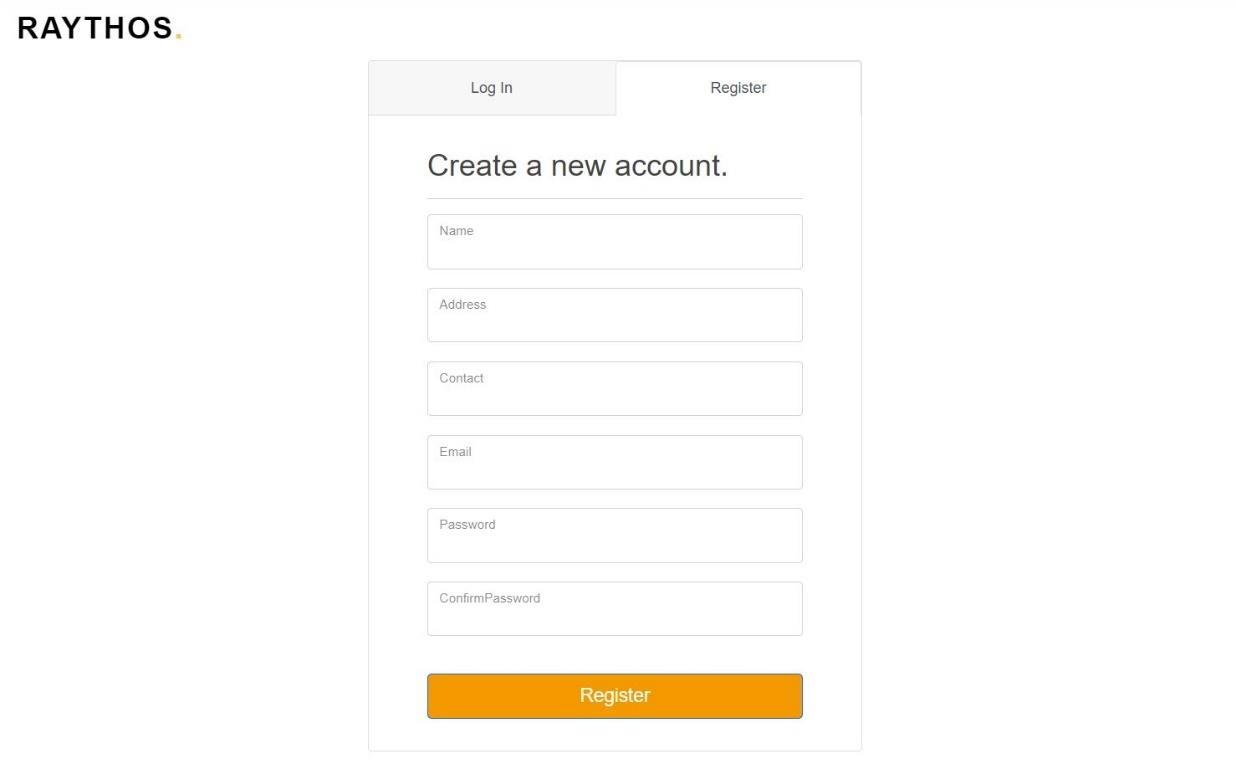 RAYTHOS.
Log In
Register
Create a new account.
Name
Address
Contact
Email
Password
ConfirmPassword
Register